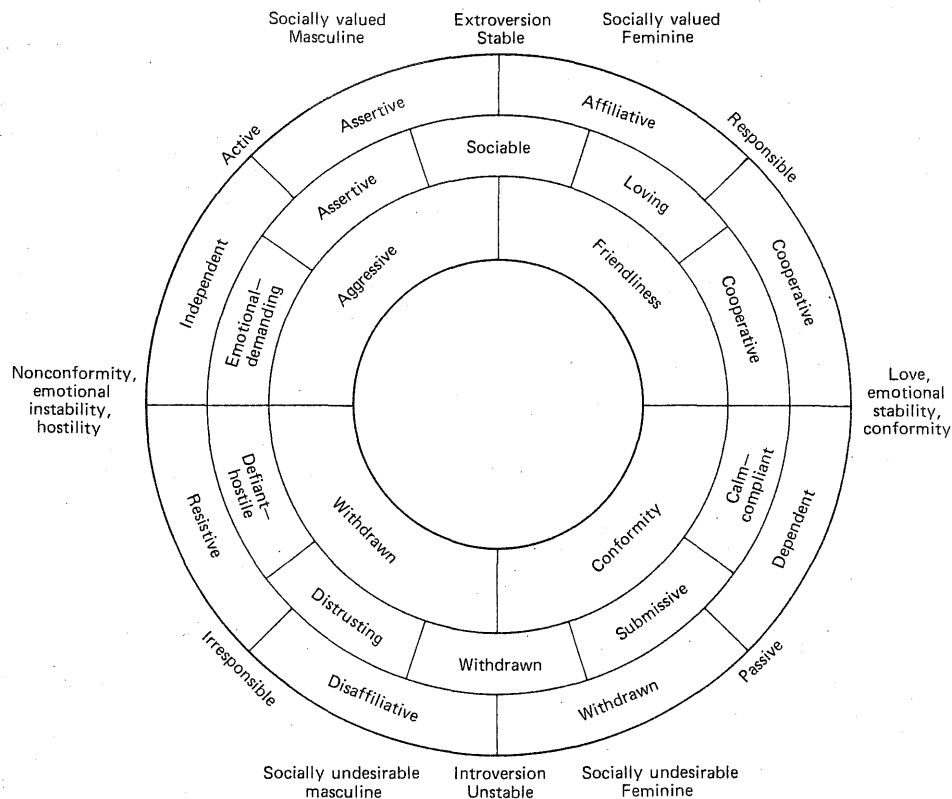 Socially valued
Masculine
Extroversion
Stable
Socially valued
Feminine
Active
Assertive
Affiliative
Responsible
Sociable
Assertive
Loving
Independent
Aggressive
Friendliness
Cooperative
Emotional—
demanding
Cooperative
Nonconformity,
emotional
instability,
hostility
Love,
emotional
stability,
conformity
Resistive
Defiant—
hostile
Withdrawn
Conformity
Calm—
compliant
Dependent
Distrusting
Submissive
Withdrawn
Irresponsible
Disaffiliative
Withdrawn
Passive
Socially undesirable
masculine
Introversion
Unstable
Socially undesirable
Feminine